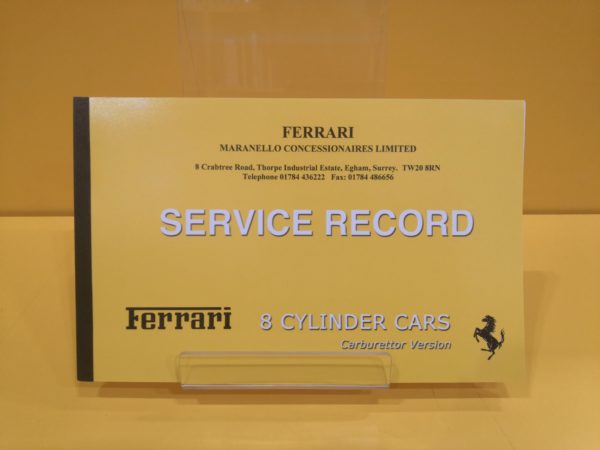 FERRARI
MARANELLO CONCESSIONAIRES LIMITED
8 Crabtree Road, Thorpe Industrial Estate, Egham, Surrey. TW20 8RN
Telephone 01784 436222 Fax: 01784 486656
SERVICE RECORD
Ferrari 8 CYLINDER CARS
Carburettor Version